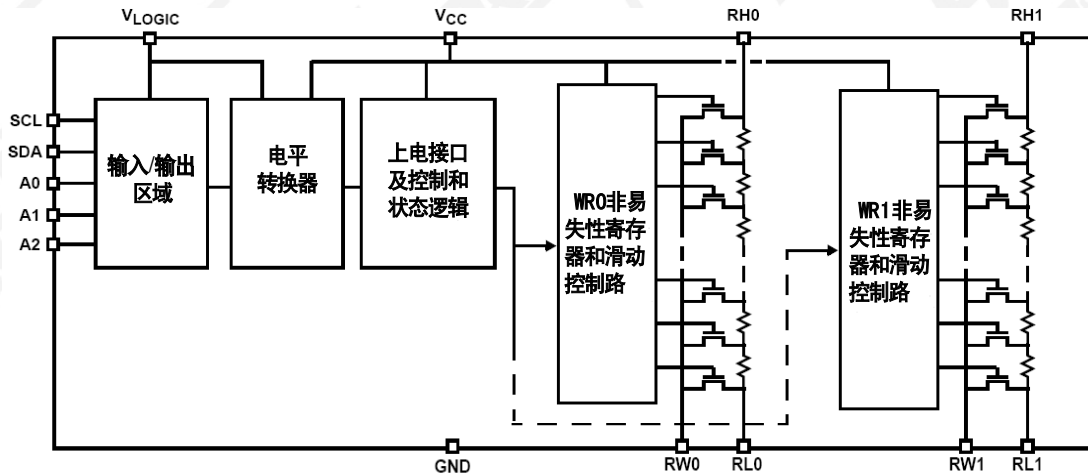 VLOGIC
VCC
RH0
RH1
SCL
SDA
A0
A1
A2
输入/输出
区域
电平
转换器
上电接口
及控制和
状态逻辑
WR0非易
失性寄存
器和滑动
控制路
WR1非易
失性寄存
器和滑动
控制路
GND
RW0
RL0
RW1
RL1